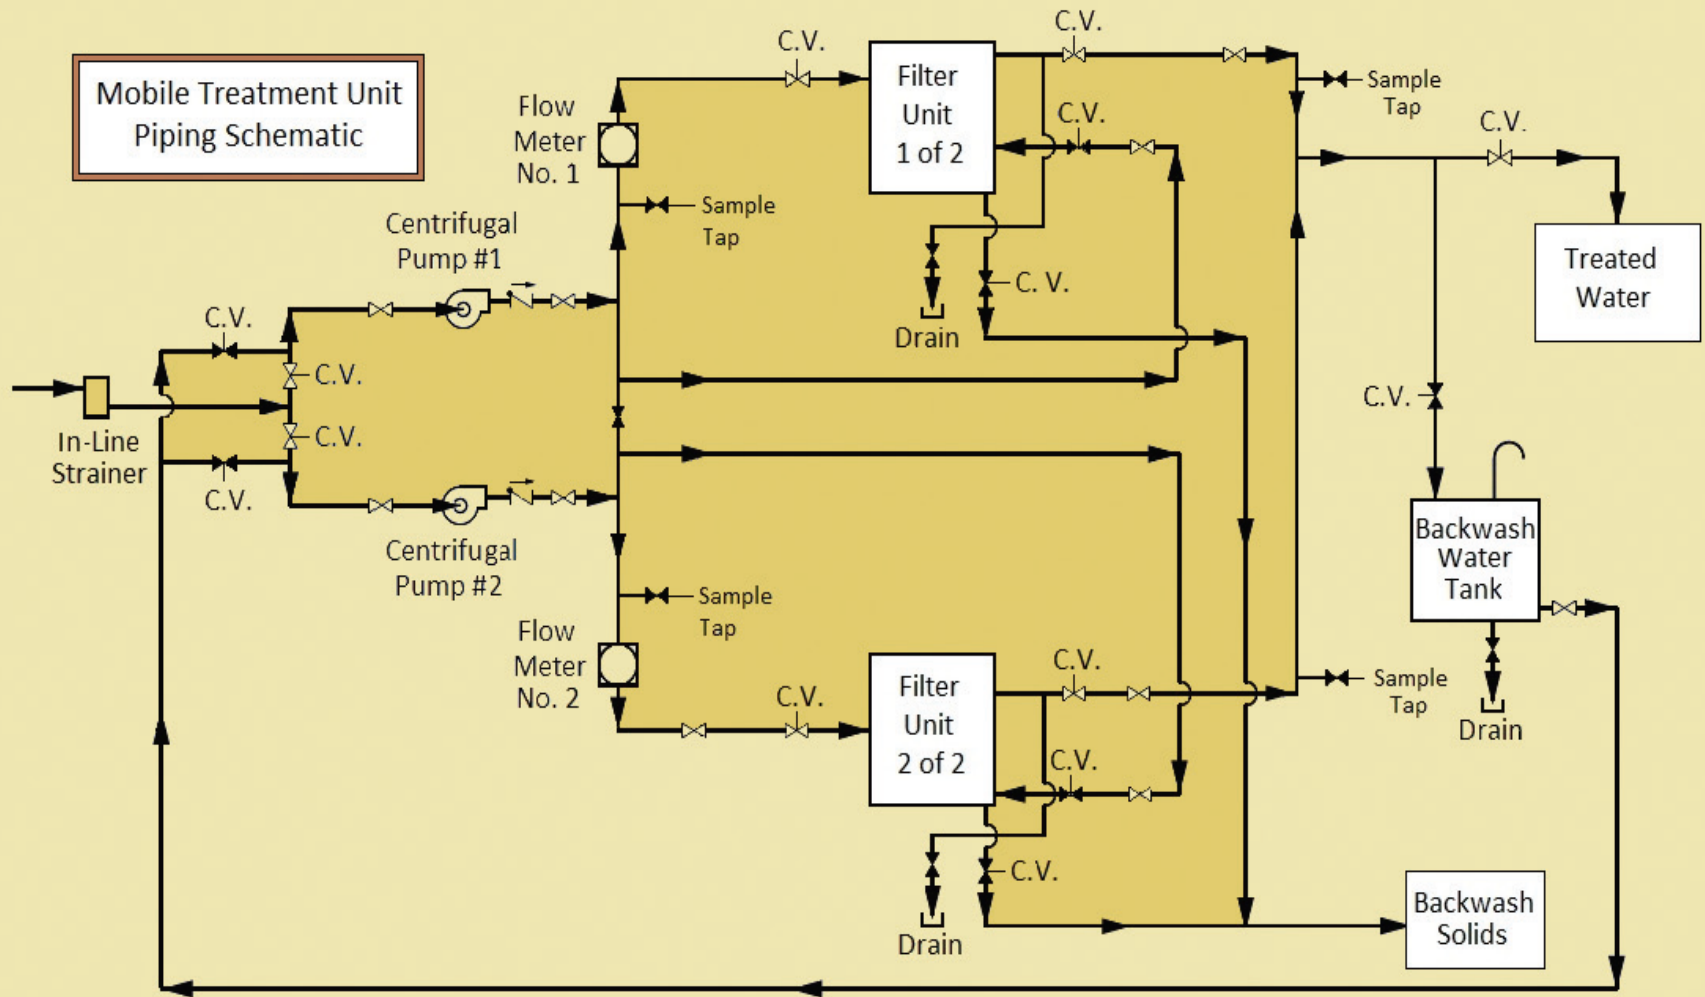 Mobile Treatment Unit
Piping Schematic
C.V.
Flow
Meter
No. 1
Filter
Unit
1 of 2
C.V.
C.V.
Sample
Tap
C.V.
Sample
Tap
Centrifugal
Pump #1
C. V.
Drain
Treated
Water
C.V.
C.V.
C.V.
C.V.
In-Line
Strainer
C.V.
Centrifugal
Pump #2
Sample
Tap
Flow
Meter
No. 2
C.V.
Filter
Unit
2 of 2
C.V.
C.V.
C.V.
Drain
Sample
Tap
Backwash
Water
Tank
Drain
Backwash
Solids